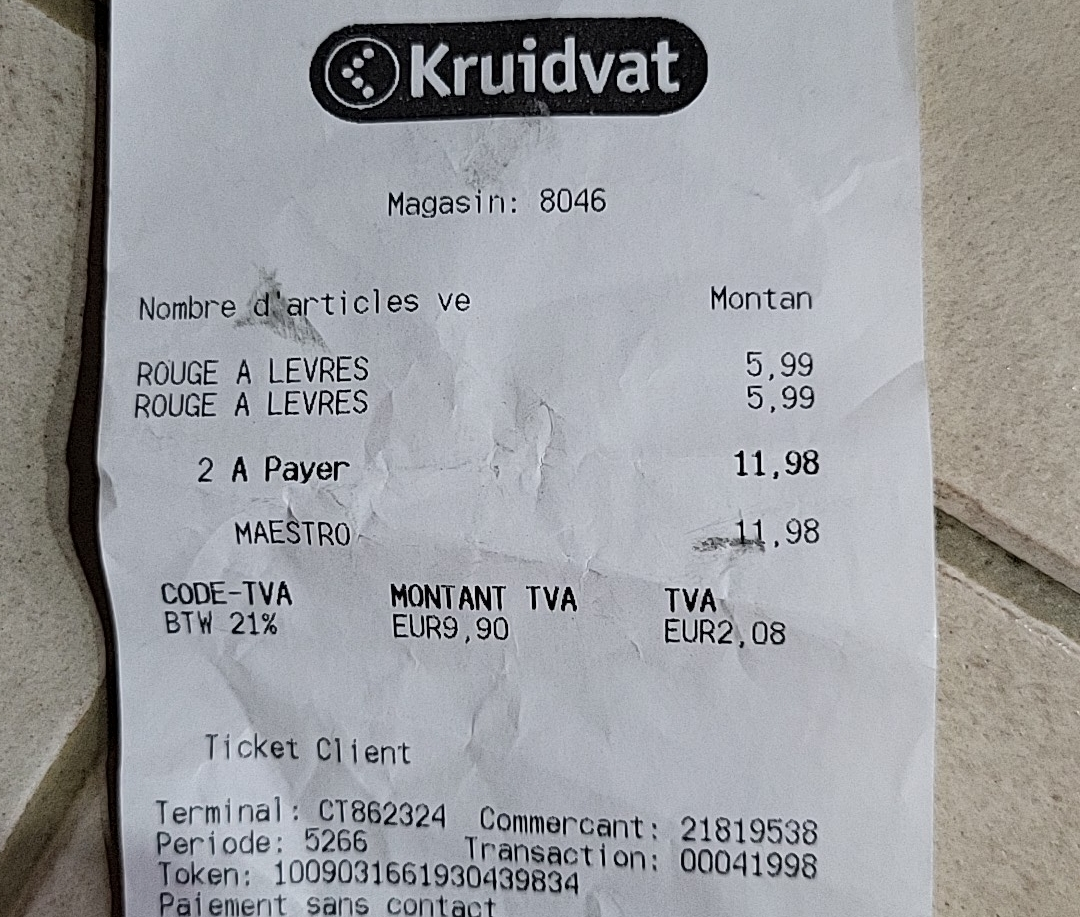 Kruidvat
Magasin: 8046
Nombre d'articles ve Montan
ROUGE A LEVRES 5,99
ROUGE A LEVRES 5,99
2 A Payer 11,98
MAESTRO 11,98
CODE-TVA MONTANT TVA TVA
BTW 21% EUR9,90 EUR2,08
Ticket Client
Terminal: CT862324 Commercant: 21819538
Periode: 5266 Transaction: 00041998
Token: 1009031661930439834
Paiement sans contact